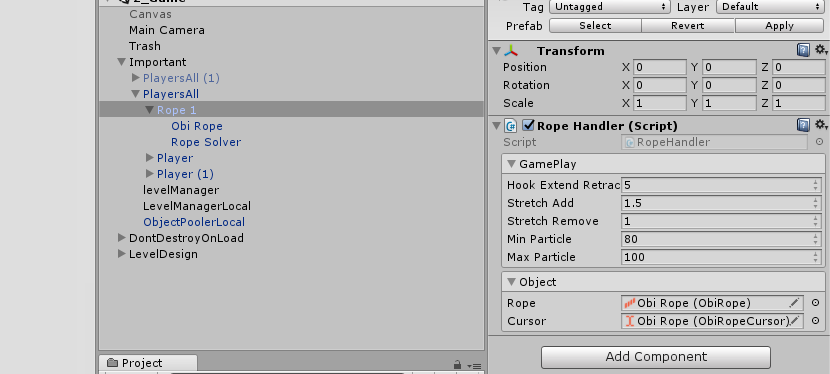 2_Game
Canvas
Main Camera
Trash
Important
PlayersAll (1)
PlayersAll
Rope 1
Obi Rope
Rope Solver
Player
Player (1)
levelManager
LevelManagerLocal
ObjectPoolerLocal
DontDestroyOnLoad
LevelDesign
Project
Tag Untagged Layer Default
Prefab Select Revert Apply
Transform
Position X 0 Y 0 Z 0
Rotation X 0 Y 0 Z 0
Scale X 1 Y 1 Z 1
Rope Handler (Script)
Script RopeHandler
GamePlay
Hook Extend Retrac 5
Stretch Add 1.5
Stretch Remove 1
Min Particle 80
Max Particle 100
Object
Rope Obi Rope (ObiRope)
Cursor Obi Rope (ObiRopeCursor)
Add Component